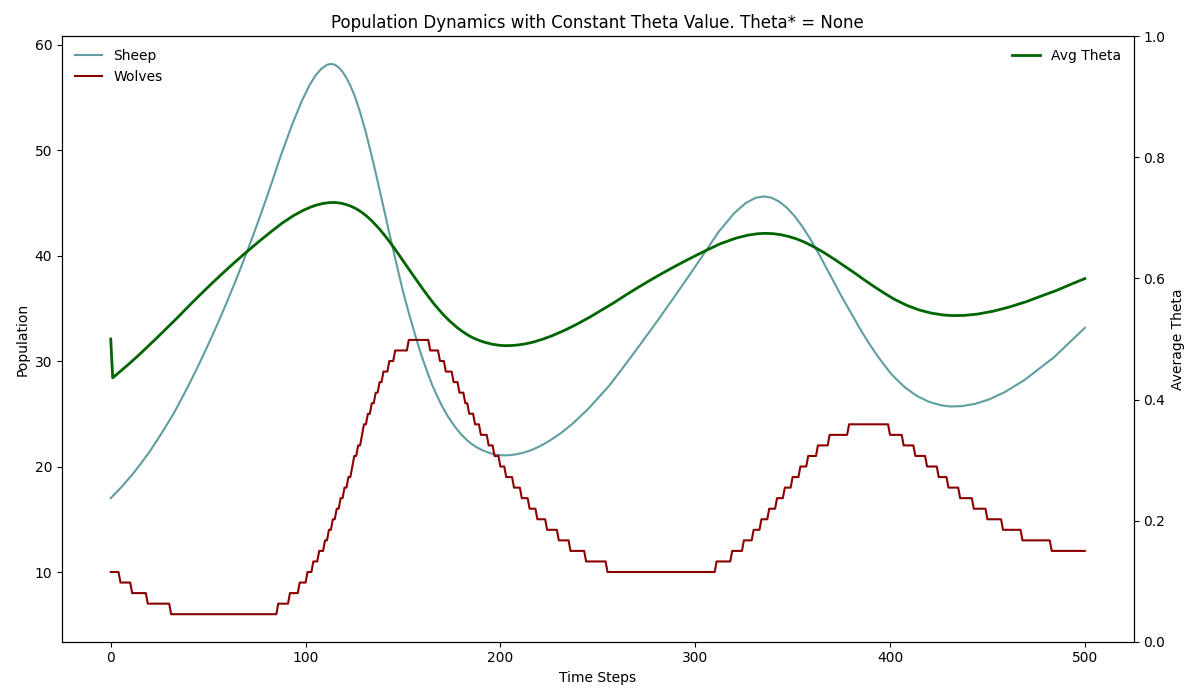 Population Dynamics with Constant Theta Value. Theta* = None
Sheep
Wolves
Avg Theta
Population
60
50
40
30
20
10
1.0
0.8
0.6
0.4
0.2
0.0
Average Theta
0 100 200 300 400 500
Time Steps